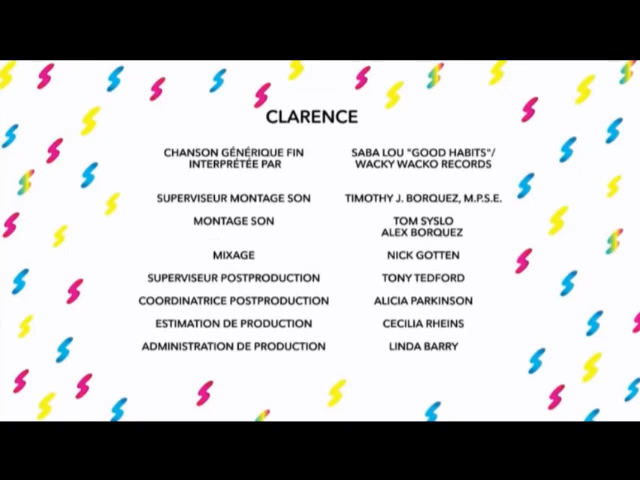 CLARENCE
CHANSON GÉNÉRIQUE FIN SABA LOU "GOOD HABITS"/
INTERPRÉTÉE PAR WACKY WACKO RECORDS
SUPERVISEUR MONTAGE SON TIMOTHY J. BORQUEZ, M.P.S.E.
MONTAGE SON TOM SYSLO
ALEX BORQUEZ
MIXAGE NICK GOTTEN
SUPERVISEUR POSTPRODUCTION TONY TEDFORD
COORDINATRICE POSTPRODUCTION ALICIA PARKINSON
ESTIMATION DE PRODUCTION CECILIA RHEINS
ADMINISTRATION DE PRODUCTION LINDA BARRY